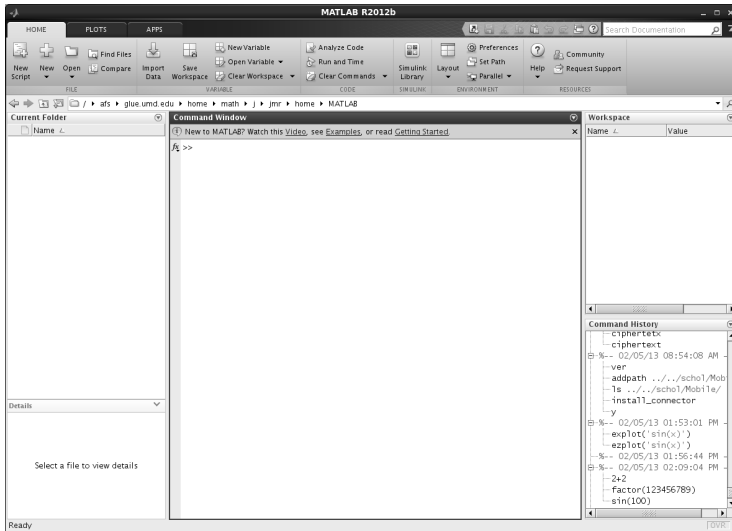 MATLAB R2012b
HOME PLOTS APPS
Search Documentation
New Script
New
Open
Find Files
Compare
FILE
Import Data
Save Workspace
New Variable
Open Variable
Clear Workspace
VARIABLE
Analyze Code
Run and Time
Clear Commands
CODE
Simulink Library
SIMULINK
Layout
Preferences
Set Path
Parallel
ENVIRONMENT
Help
Community
Request Support
RESOURCES
/ afs glue.umd.edu home math j jmr home MATLAB
Current Folder
Name
Details
Select a file to view details
Command Window
New to MATLAB? Watch this Video, see Examples, or read Getting Started.
fx >>
Workspace
Name Value
Command History
ciphertetx
ciphertext
%-- 02/05/13 08:54:08 AM -
ver
addpath ../../schol/Mob
ls ../../schol/Mobile/
install_connector
y
%-- 02/05/13 01:53:01 PM -
explot('sin(x)')
ezplot('sin(x)')
%-- 02/05/13 01:56:44 PM -
%-- 02/05/13 02:09:04 PM -
2+2
factor(123456789)
sin(100)
Ready
OVR